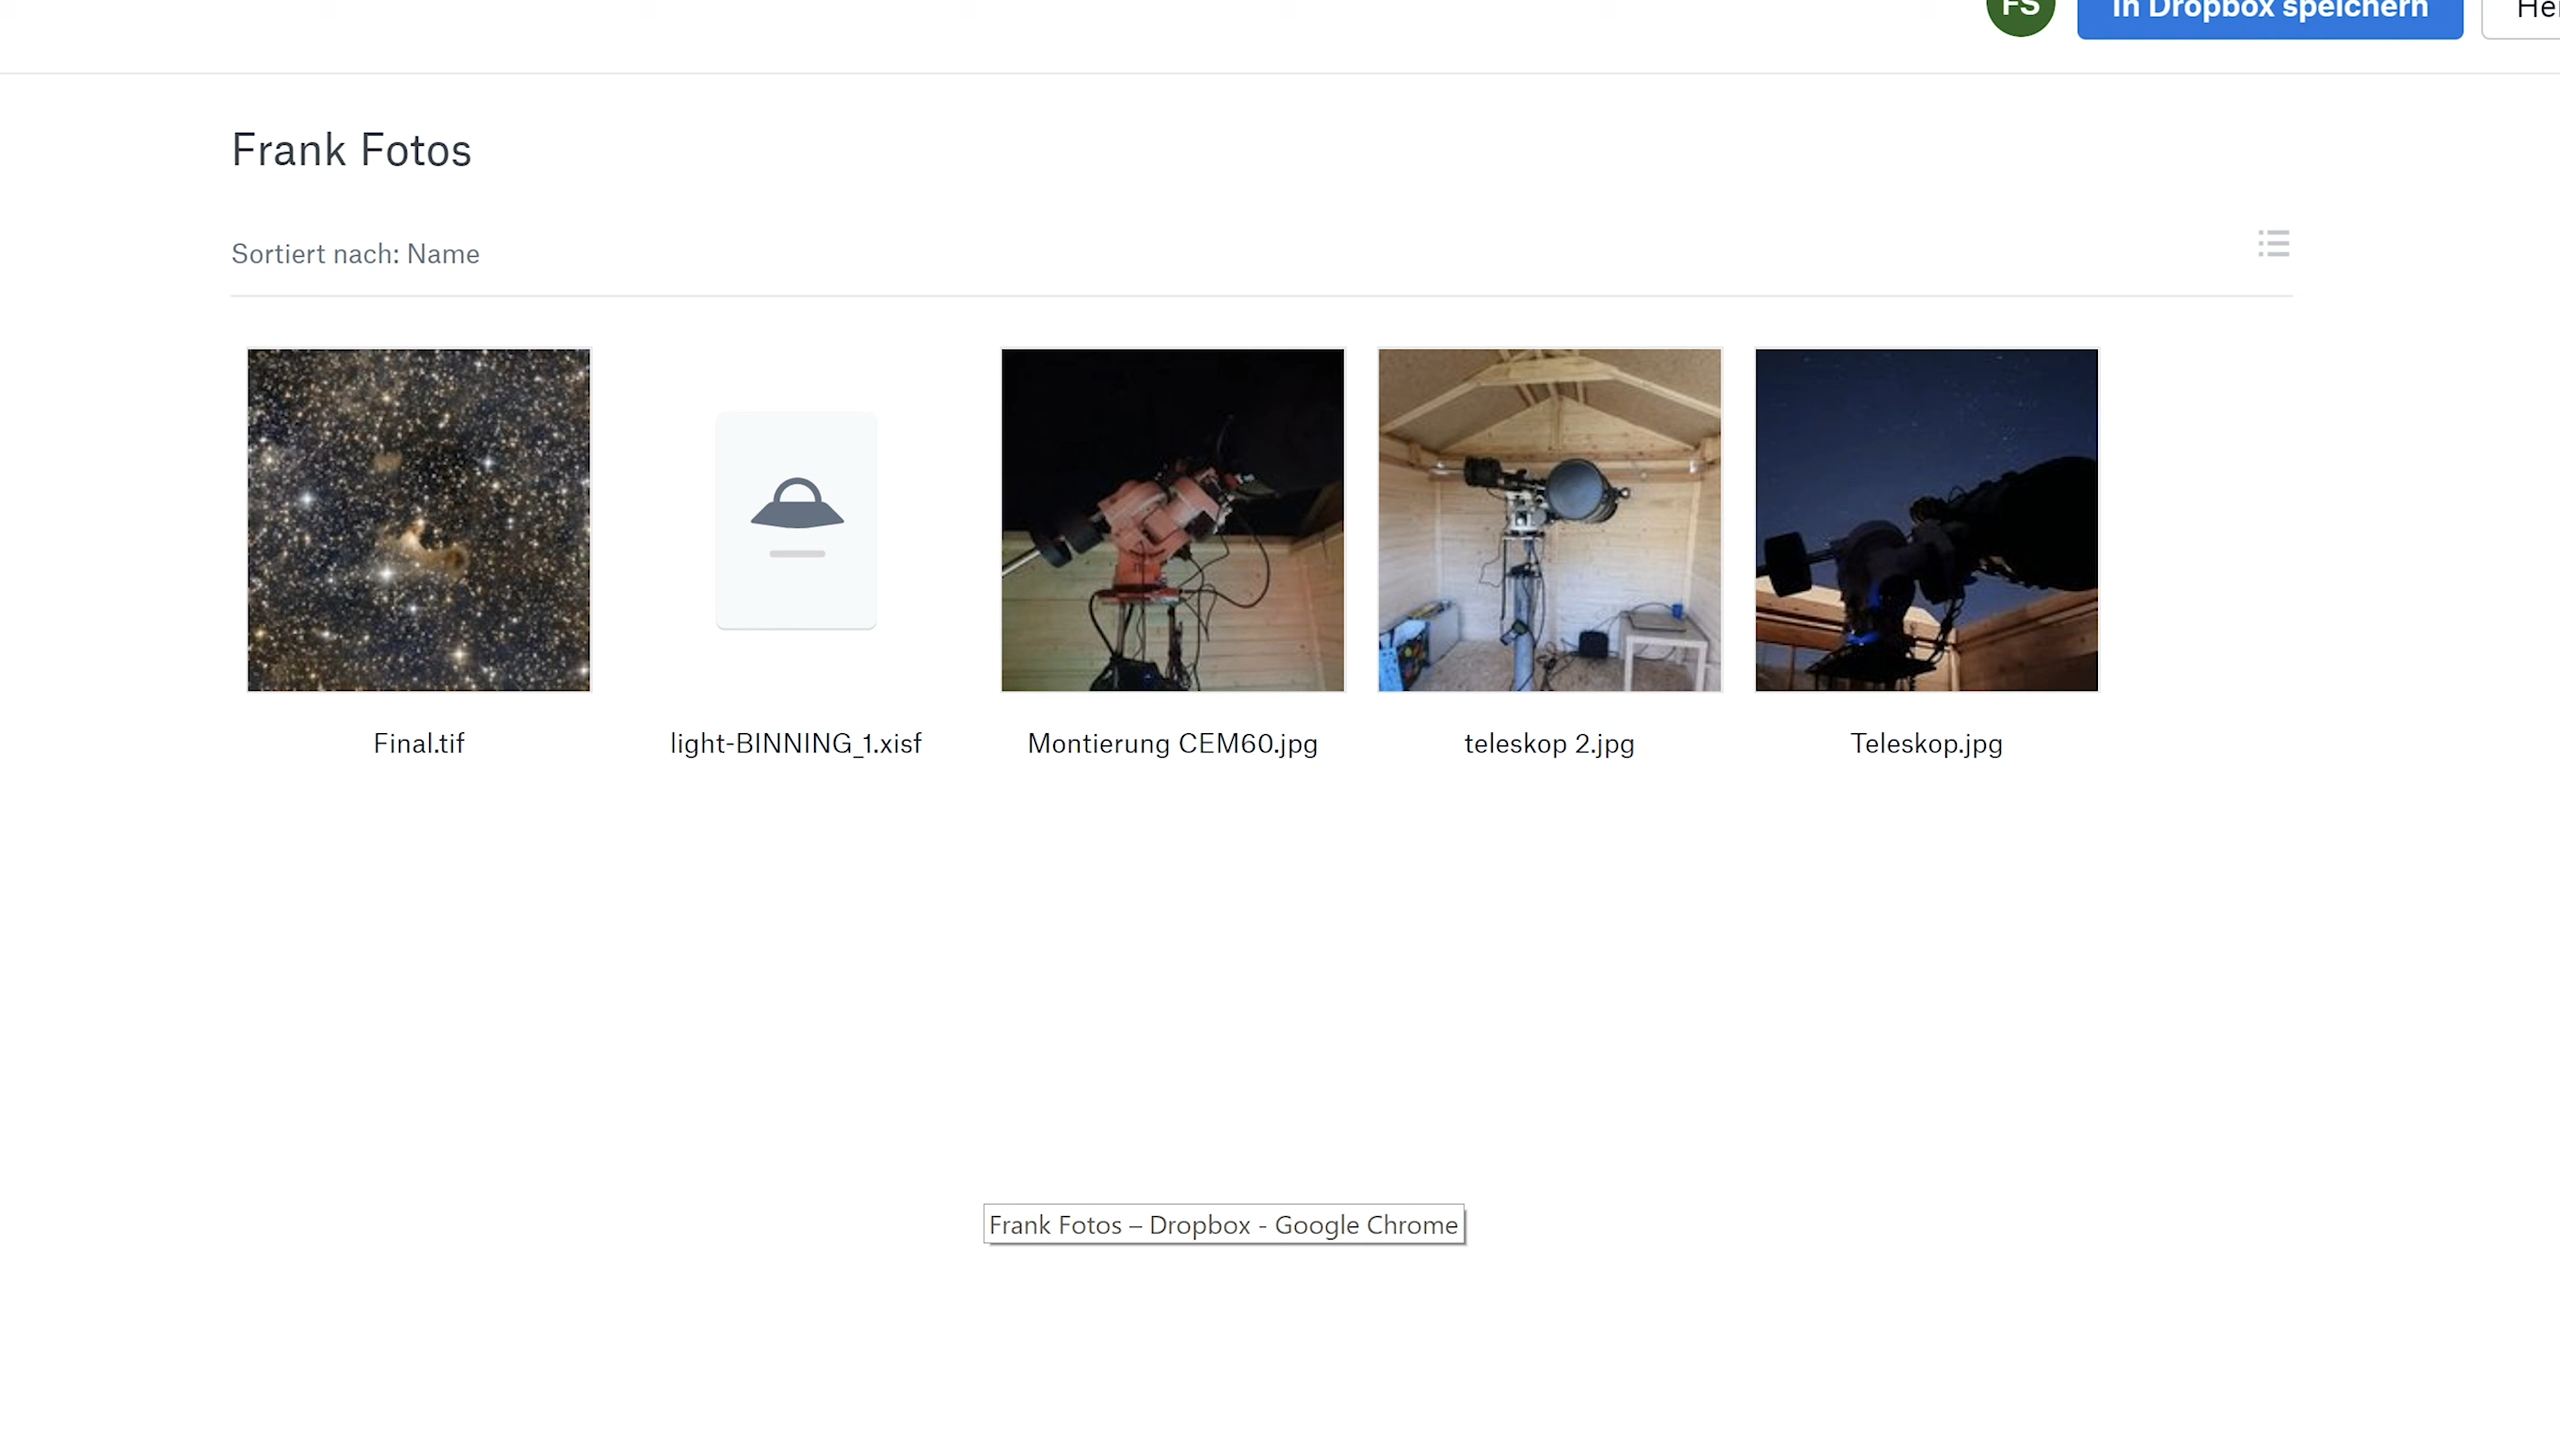 FS
In Dropbox speichern
Frank Fotos
Sortiert nach: Name
Final.tif
light-BINNING_1.xisf
Montierung CEM60.jpg
teleskop 2.jpg
Teleskop.jpg
Frank Fotos – Dropbox - Google Chrome